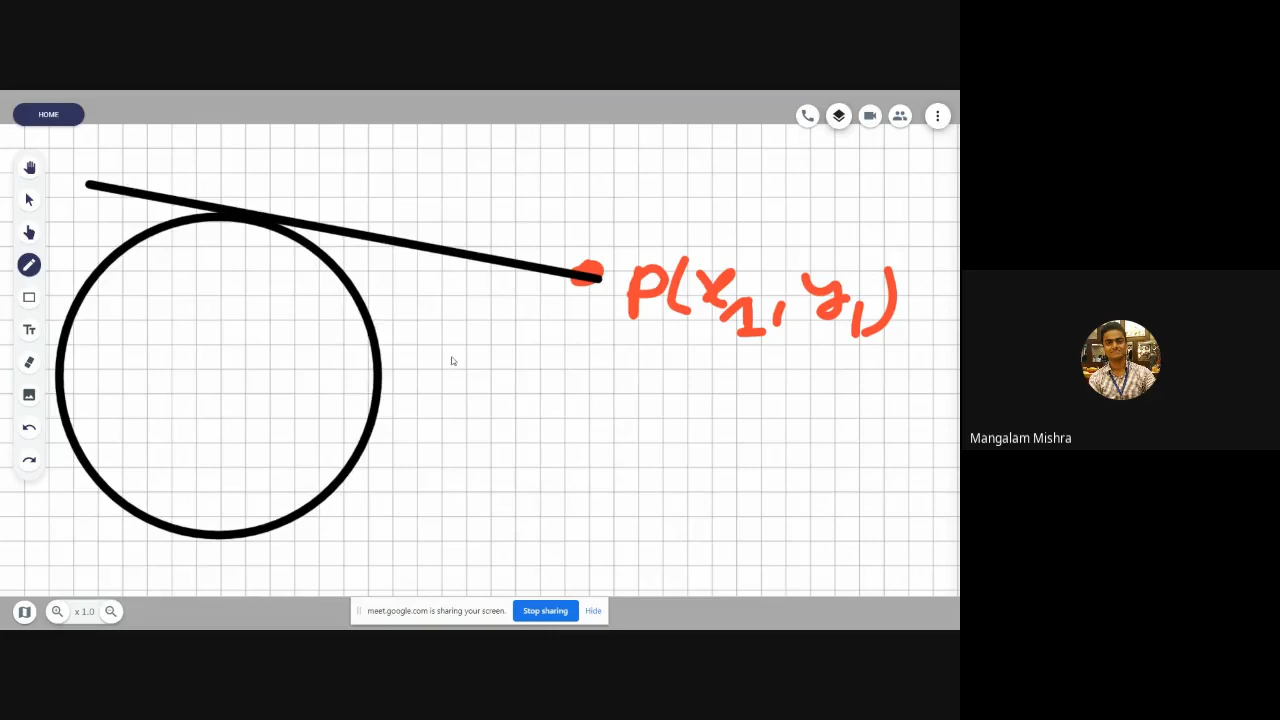 HOME
P(x1, y1)
Mangalam Mishra
x 1.0
meet.google.com is sharing your screen. Stop sharing Hide
Tт